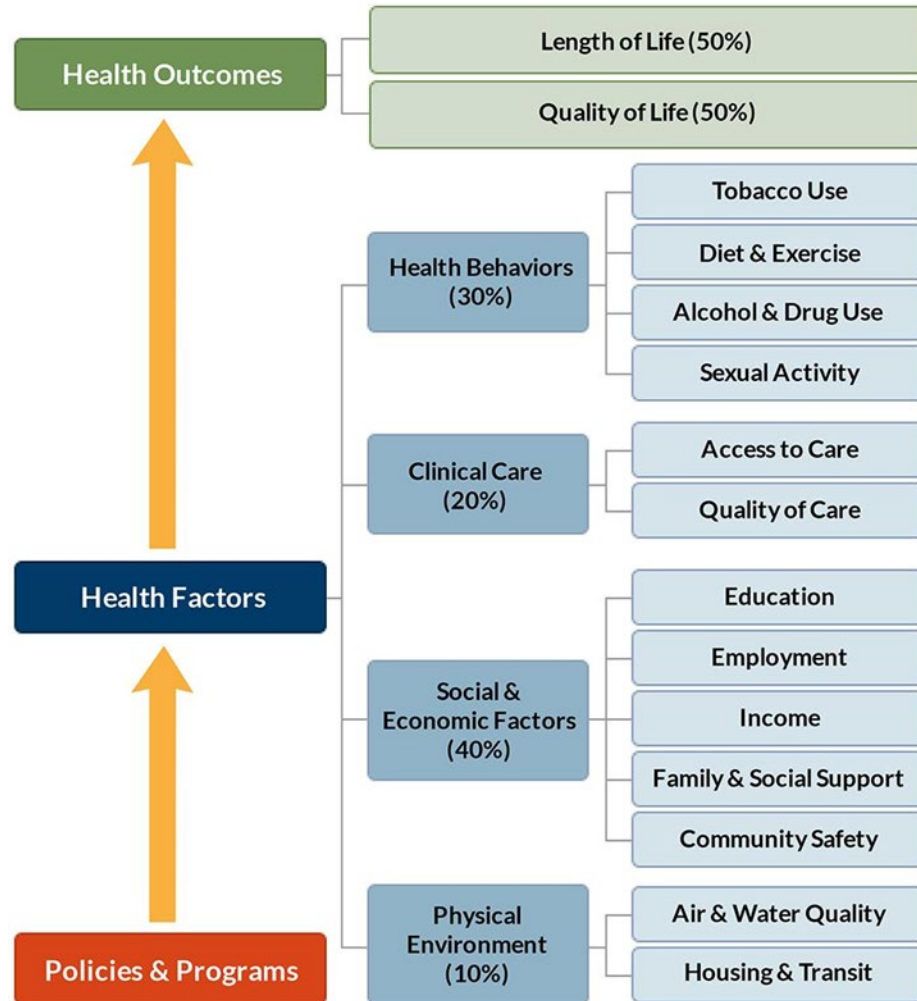 Health Outcomes
Length of Life (50%)
Quality of Life (50%)
Health Behaviors
(30%)
Tobacco Use
Diet & Exercise
Alcohol & Drug Use
Sexual Activity
Clinical Care
(20%)
Access to Care
Quality of Care
Health Factors
Social &
Economic Factors
(40%)
Education
Employment
Income
Family & Social Support
Community Safety
Physical
Environment
(10%)
Air & Water Quality
Housing & Transit
Policies & Programs